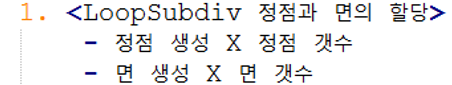 1. <LoopSubdiv 정점과 면의 할당>
- 정점 생성 X 정점 갯수
- 면 생성 X 면 갯수